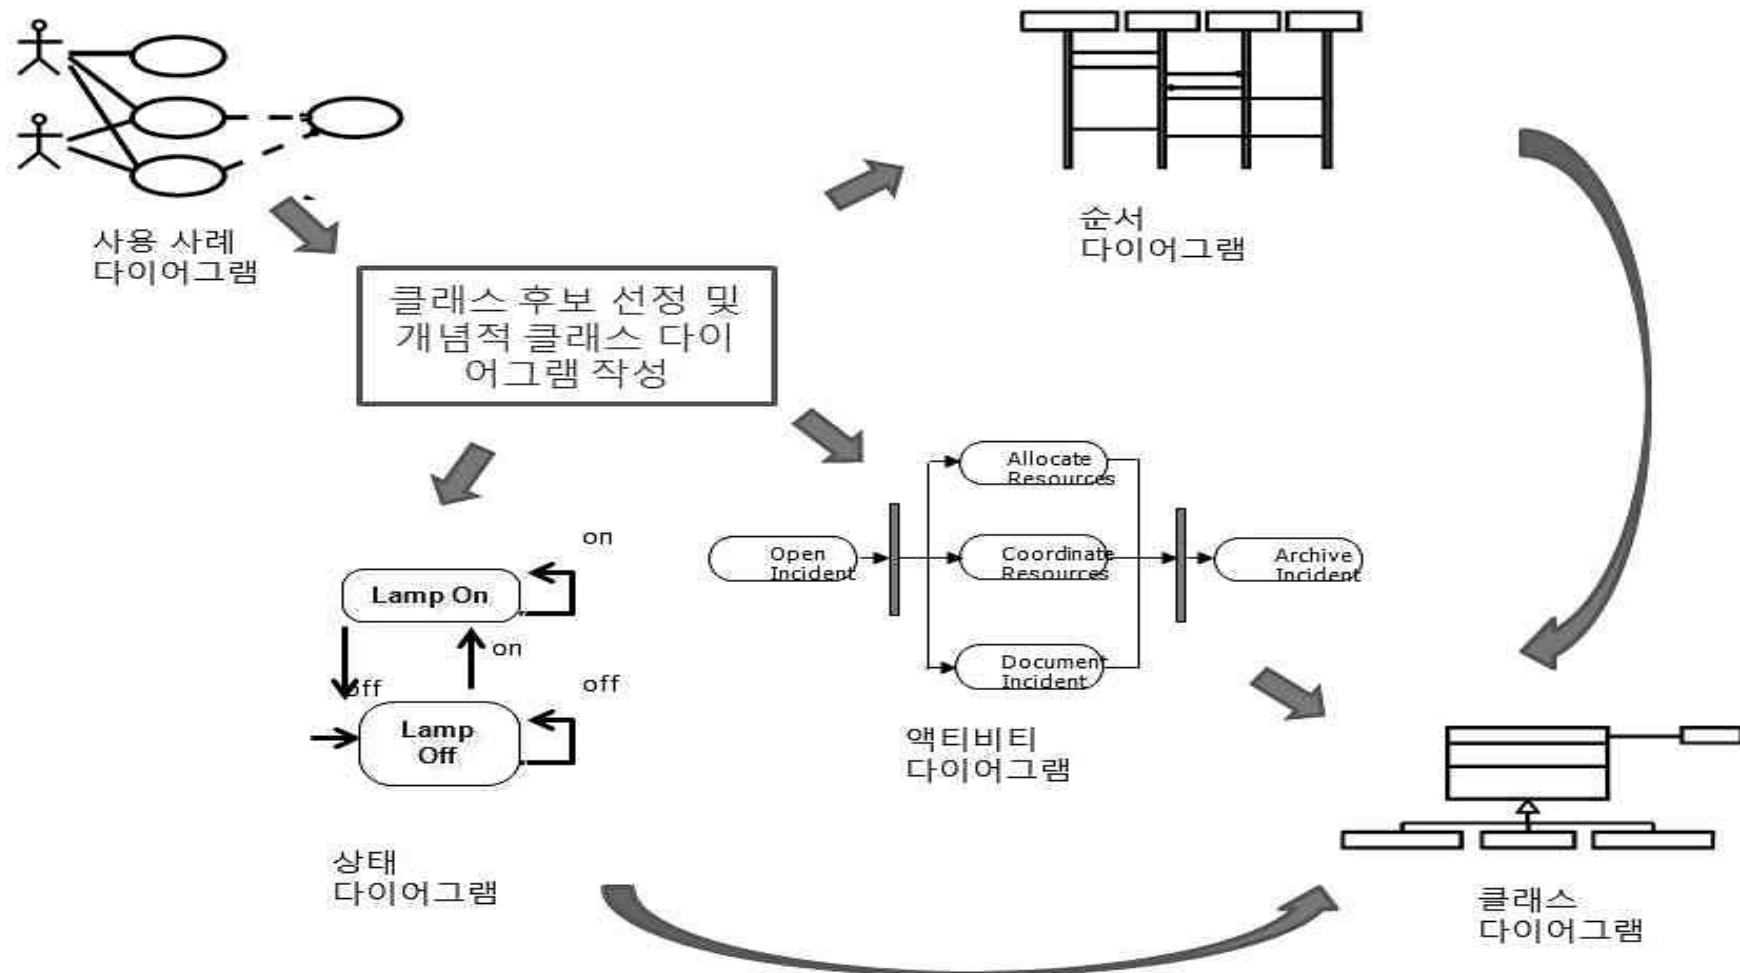 사용 사례
다이어그램
순서
다이어그램
클래스 후보 선정 및
개념적 클래스 다이
어그램 작성
Allocate
Resources
Open
Incident
Coordinate
Resources
Archive
Incident
Document
Incident
액티비티
다이어그램
on
Lamp On
on
off
off
Lamp
Off
상태
다이어그램
클래스
다이어그램